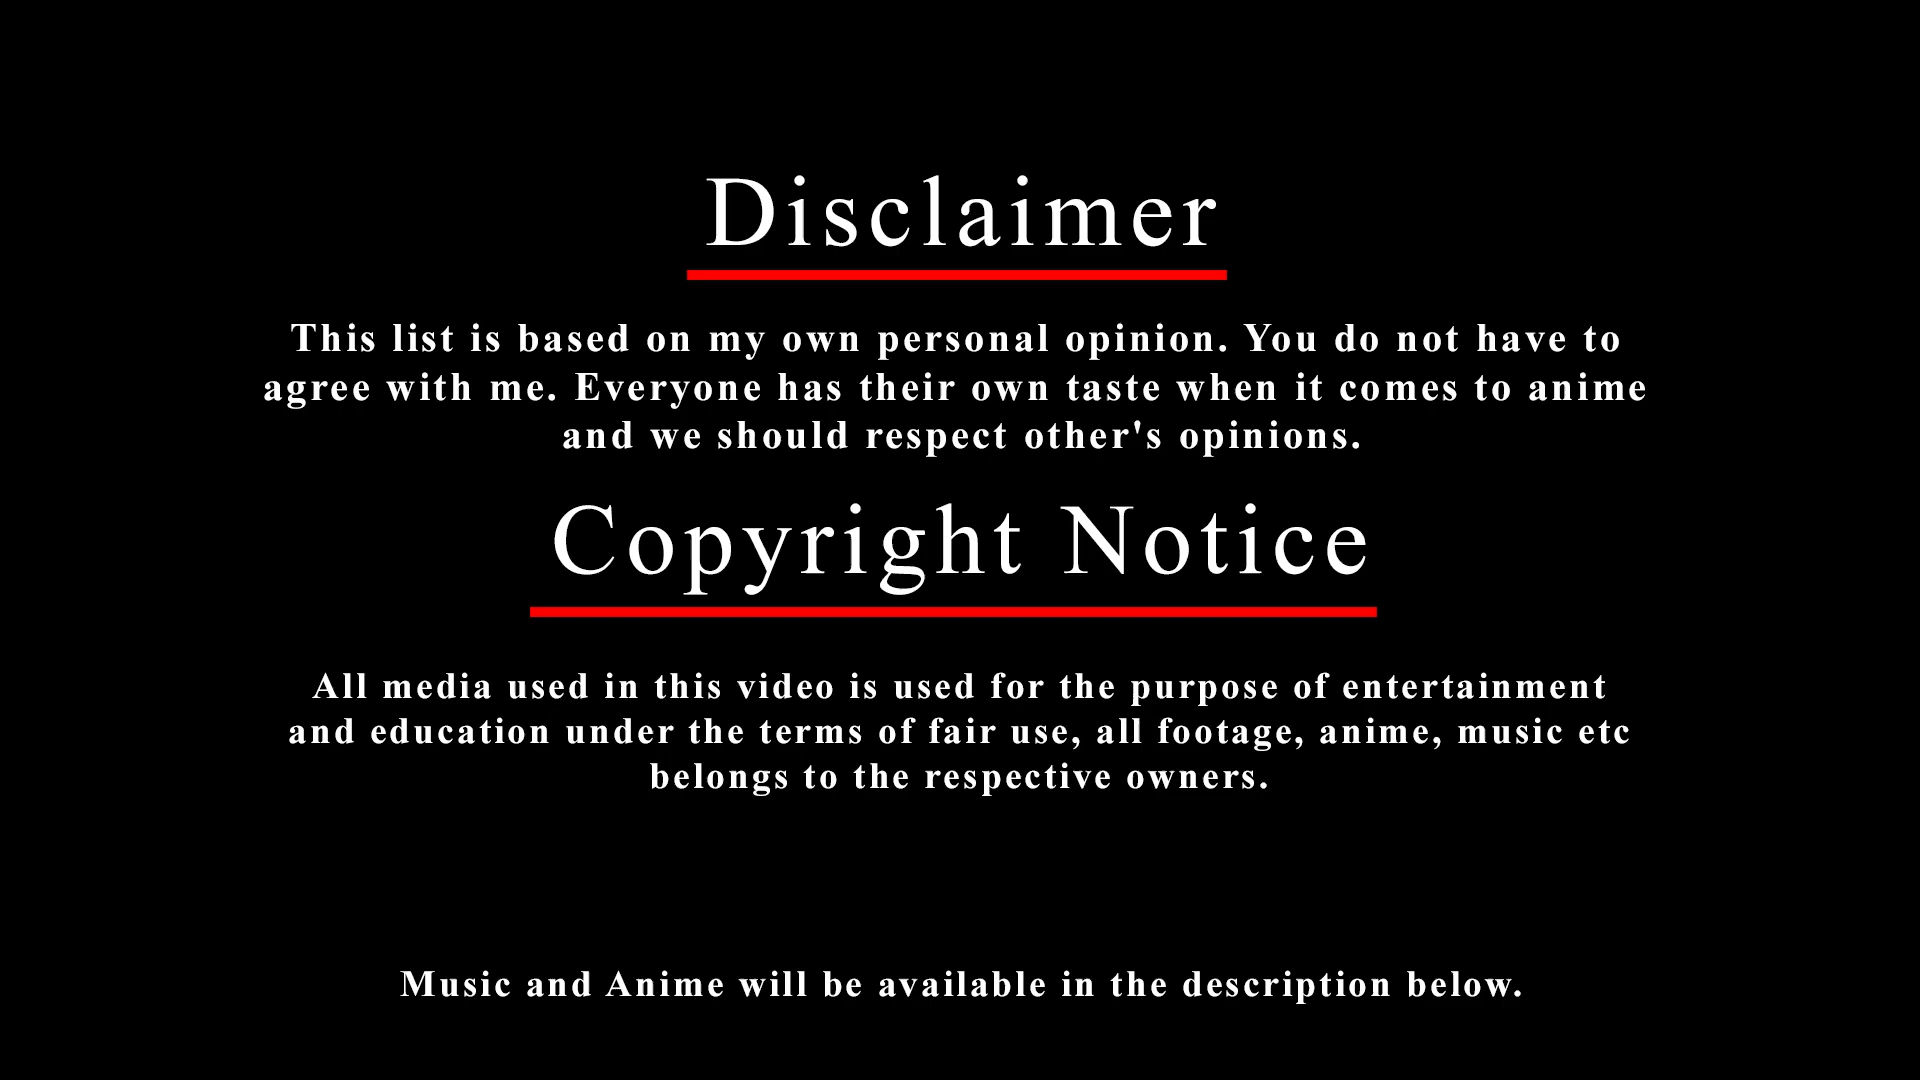 Disclaimer
This list is based on my own personal opinion. You do not have to
agree with me. Everyone has their own taste when it comes to anime
and we should respect other's opinions.
Copyright Notice
All media used in this video is used for the purpose of entertainment
and education under the terms of fair use, all footage, anime, music etc
belongs to the respective owners.
Music and Anime will be available in the description below.